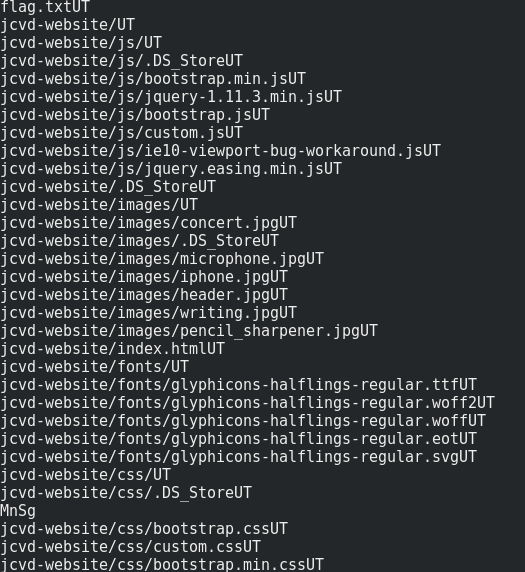 flag.txtUT
jcvd-website/UT
jcvd-website/js/UT
jcvd-website/js/.DS_StoreUT
jcvd-website/js/bootstrap.min.jsUT
jcvd-website/js/jquery-1.11.3.min.jsUT
jcvd-website/js/bootstrap.jsUT
jcvd-website/js/custom.jsUT
jcvd-website/js/ie10-viewport-bug-workaround.jsUT
jcvd-website/js/jquery.easing.min.jsUT
jcvd-website/.DS_StoreUT
jcvd-website/images/UT
jcvd-website/images/concert.jpgUT
jcvd-website/images/.DS_StoreUT
jcvd-website/images/microphone.jpgUT
jcvd-website/images/iphone.jpgUT
jcvd-website/images/header.jpgUT
jcvd-website/images/writing.jpgUT
jcvd-website/images/pencil_sharpener.jpgUT
jcvd-website/index.htmlUT
jcvd-website/fonts/UT
jcvd-website/fonts/glyphicons-halflings-regular.ttfUT
jcvd-website/fonts/glyphicons-halflings-regular.woff2UT
jcvd-website/fonts/glyphicons-halflings-regular.woffUT
jcvd-website/fonts/glyphicons-halflings-regular.eotUT
jcvd-website/fonts/glyphicons-halflings-regular.svgUT
jcvd-website/css/UT
jcvd-website/css/.DS_StoreUT
MnSg
jcvd-website/css/bootstrap.cssUT
jcvd-website/css/custom.cssUT
jcvd-website/css/bootstrap.min.cssUT